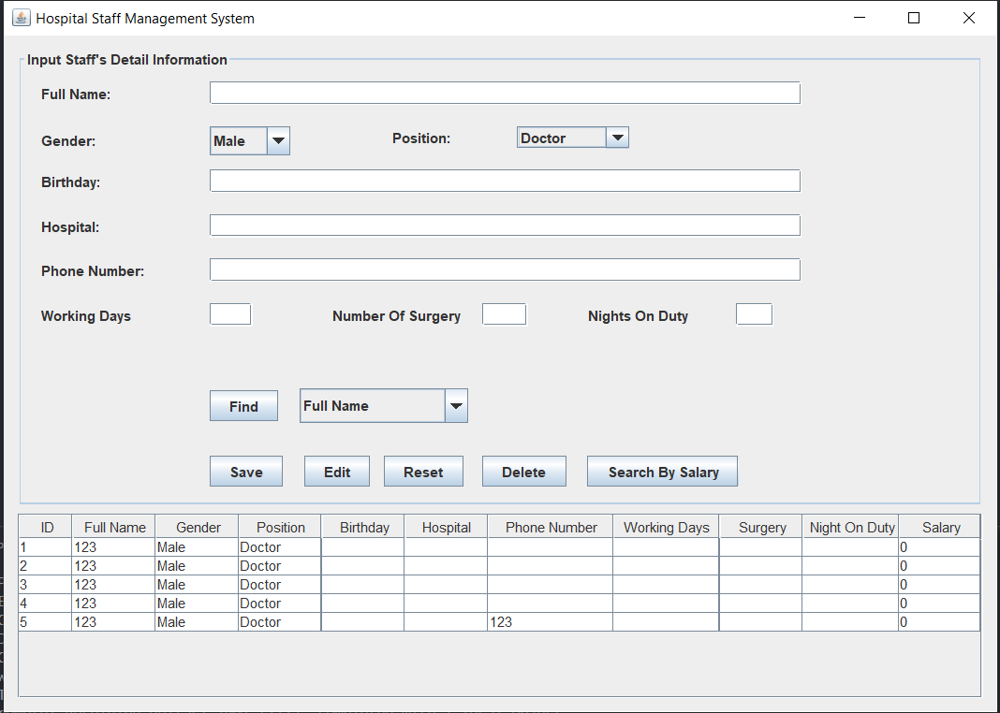 Hospital Staff Management System
Input Staff's Detail Information
Full Name:
Gender: Male Position: Doctor
Birthday:
Hospital:
Phone Number:
Working Days Number Of Surgery Nights On Duty
Find Full Name
Save Edit Reset Delete Search By Salary
ID Full Name Gender Position Birthday Hospital Phone Number Working Days Surgery Night On Duty Salary
1 123 Male Doctor 0
2 123 Male Doctor 0
3 123 Male Doctor 0
4 123 Male Doctor 0
5 123 Male Doctor 123 0